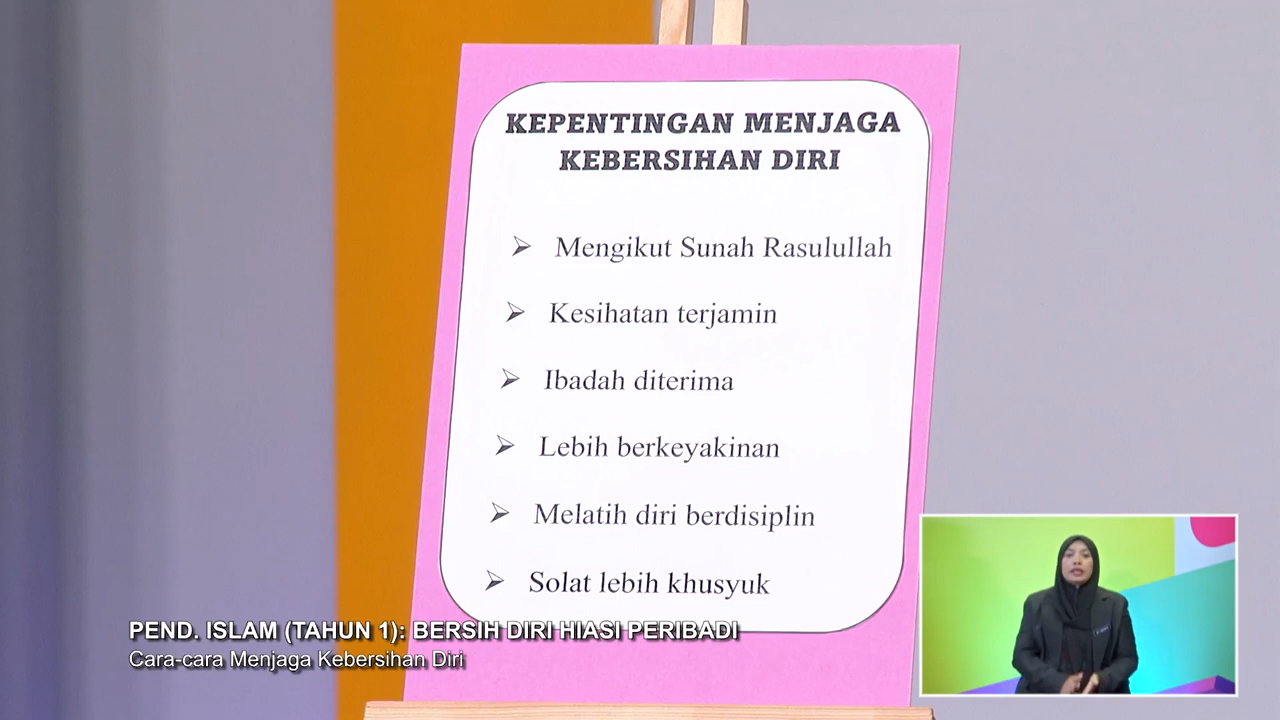 KEPENTINGAN MENJAGA
KEBERSIHAN DIRI
➢ Mengikut Sunah Rasulullah
➢ Kesihatan terjamin
➢ Ibadah diterima
➢ Lebih berkeyakinan
➢ Melatih diri berdisiplin
➢ Solat lebih khusyuk
PEND. ISLAM (TAHUN 1): BERSIH DIRI HIASI PERIBADI
Cara-cara Menjaga Kebersihan Diri